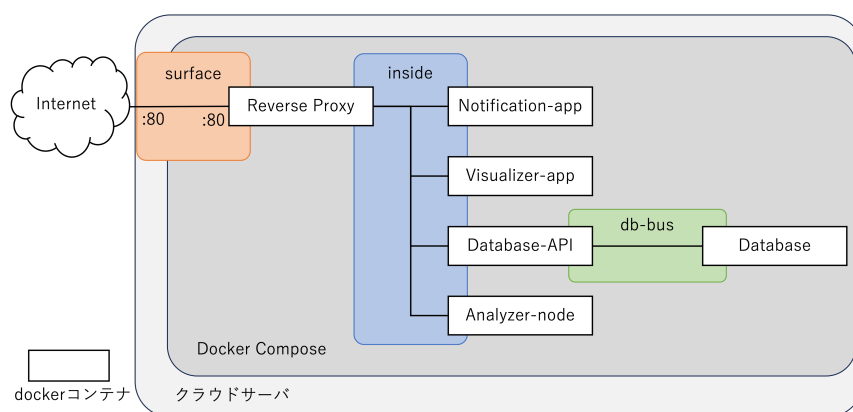 surface
inside
Internet
:80
:80
Reverse Proxy
Notification-app
Visualizer-app
db-bus
Database-API
Database
Analyzer-node
Docker Compose
dockerコンテナ
クラウドサーバ